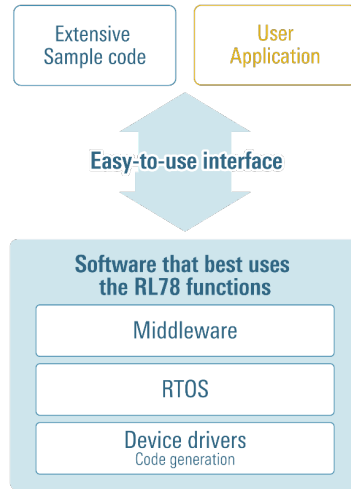 Extensive
Sample code
User
Application
Easy-to-use interface
Software that best uses
the RL78 functions
Middleware
RTOS
Device drivers
Code generation